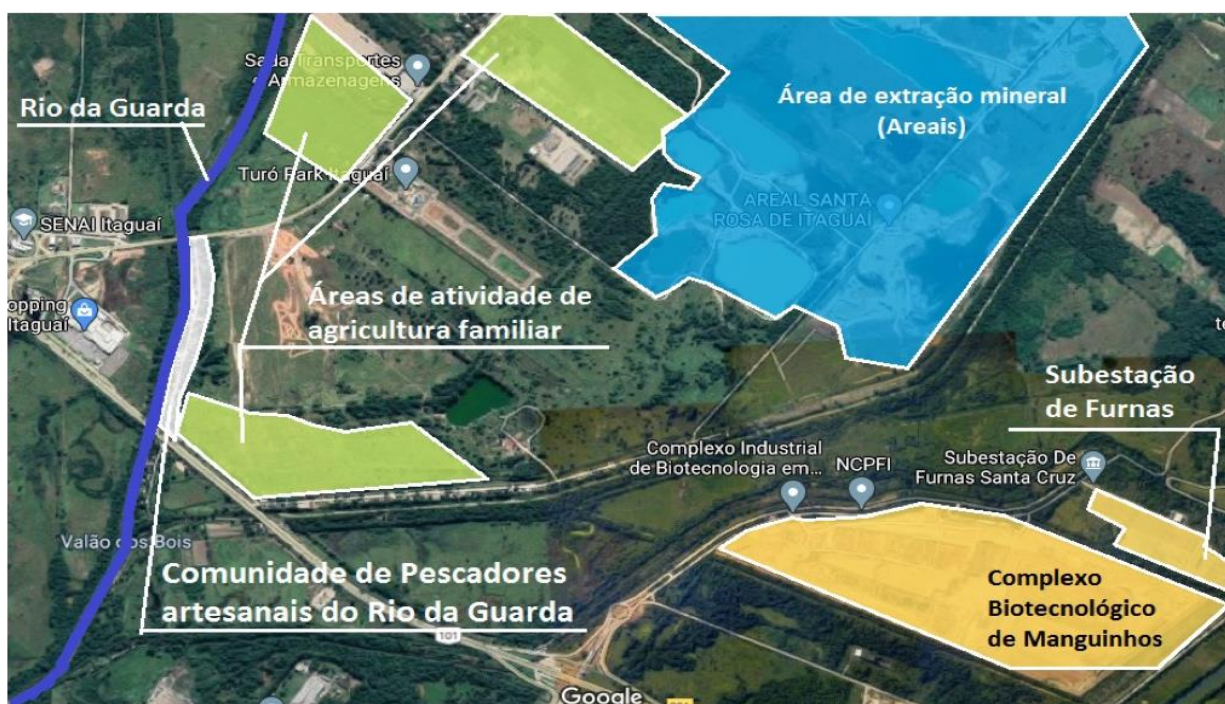 Sada Transportes
e Armazenagens
Rio da Guarda
Área de extração mineral
(Areais)
Turó Park Itaguaí
AREAL SANTA
ROSA DE ITAGUAÍ
SENAI Itaguaí
Áreas de atividade de
agricultura familiar
opping
Itaguaí
Subestação
de Furnas
Complexo Industrial
de Biotecnologia em...
NCPFI
Subestação De
Furnas Santa Cruz
Valão dos Bois
Comunidade de Pescadores
artesanais do Rio da Guarda
Complexo
Biotecnológico
de Manguinhos
101
Google